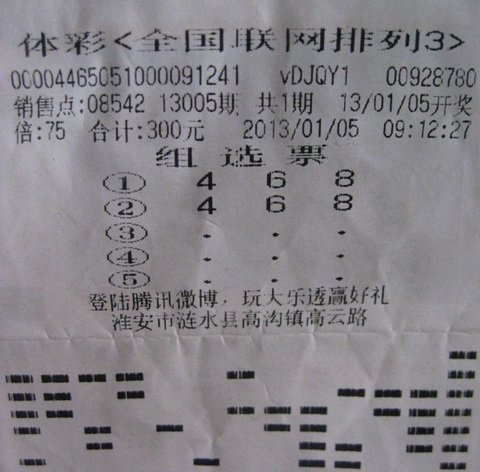 体彩<全国联网排列3>
00004465051000091241 vDJQY1 00928780
销售点:08542 13005期 共1期 13/01/05开奖
倍:75 合计:300元 2013/01/05 09:12:27
组选票
① 4 6 8
② 4 6 8
③ . . .
④ . . .
⑤ . . .
登陆腾讯微博，玩大乐透赢好礼
淮安市涟水县高沟镇高云路